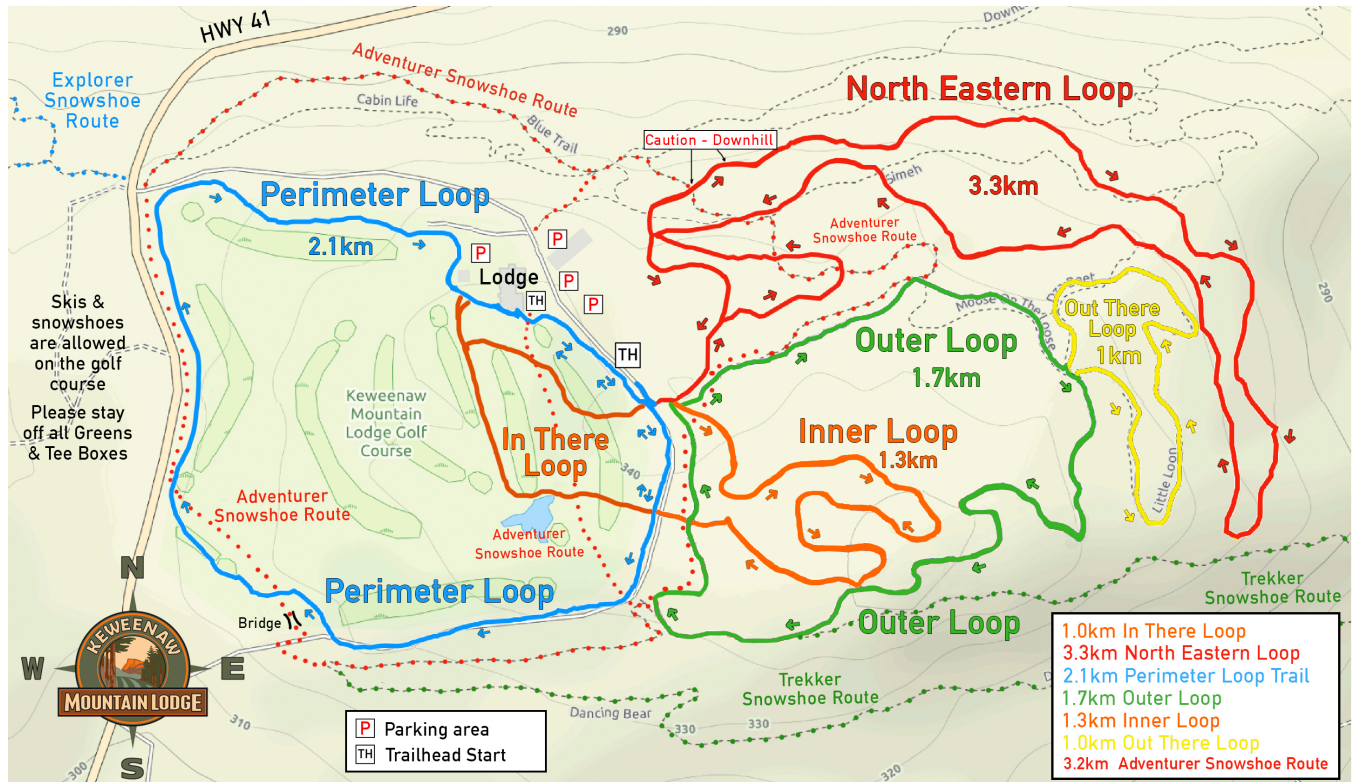 HWY 41
290
Down
Explorer
Snowshoe
Route
Adventurer Snowshoe Route
Cabin Life
Blue Trail
North Eastern Loop
Caution - Downhill
3.3km
Simeh
Perimeter Loop
2.1km
P
P
P
P
Lodge
TH
TH
Adventurer
Snowshoe Route
290
Moose On The Loose
Out There
Loop
1km
Skis &
snowshoes
are allowed
on the golf
course
Please stay
off all Greens
& Tee Boxes
Outer Loop
1.7km
Keweenaw
Mountain
Lodge Golf
Course
In There
Loop
340
Inner Loop
1.3km
Little Loon
Adventurer
Snowshoe Route
Adventurer
Snowshoe Route
Perimeter Loop
Bridge
Outer Loop
Trekker
Snowshoe Route
Trekker
Snowshoe Route
Dancing Bear
330
330
D
310
300
320
N
W
E
S
KEWEENAW
MOUNTAIN LODGE
P Parking area
TH Trailhead Start
1.0km In There Loop
3.3km North Eastern Loop
2.1km Perimeter Loop Trail
1.7km Outer Loop
1.3km Inner Loop
1.0km Out There Loop
3.2km Adventurer Snowshoe Route